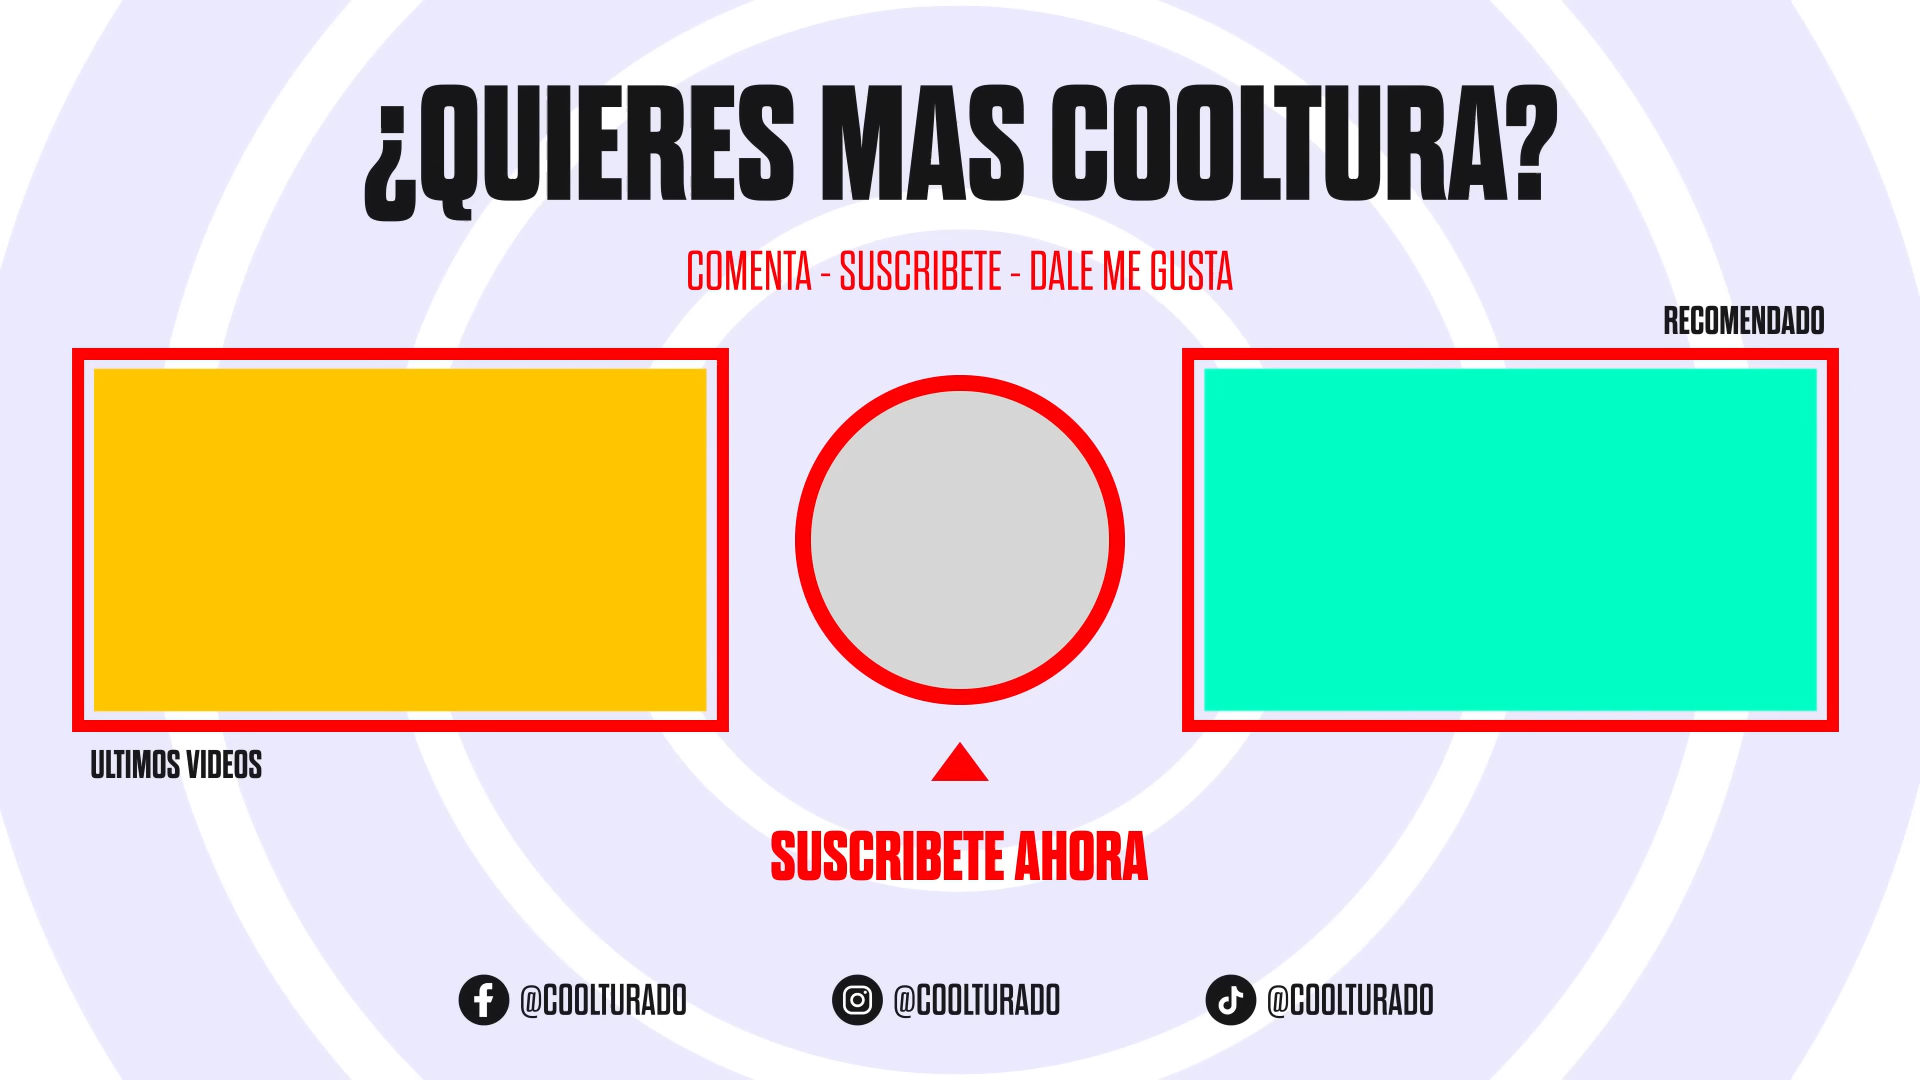 ¿QUIERES MAS COOLTURA?
COMENTA - SUSCRIBETE - DALE ME GUSTA
RECOMENDADO
ULTIMOS VIDEOS
SUSCRIBETE AHORA
@COOLTURADO
@COOLTURADO
@COOLTURADO